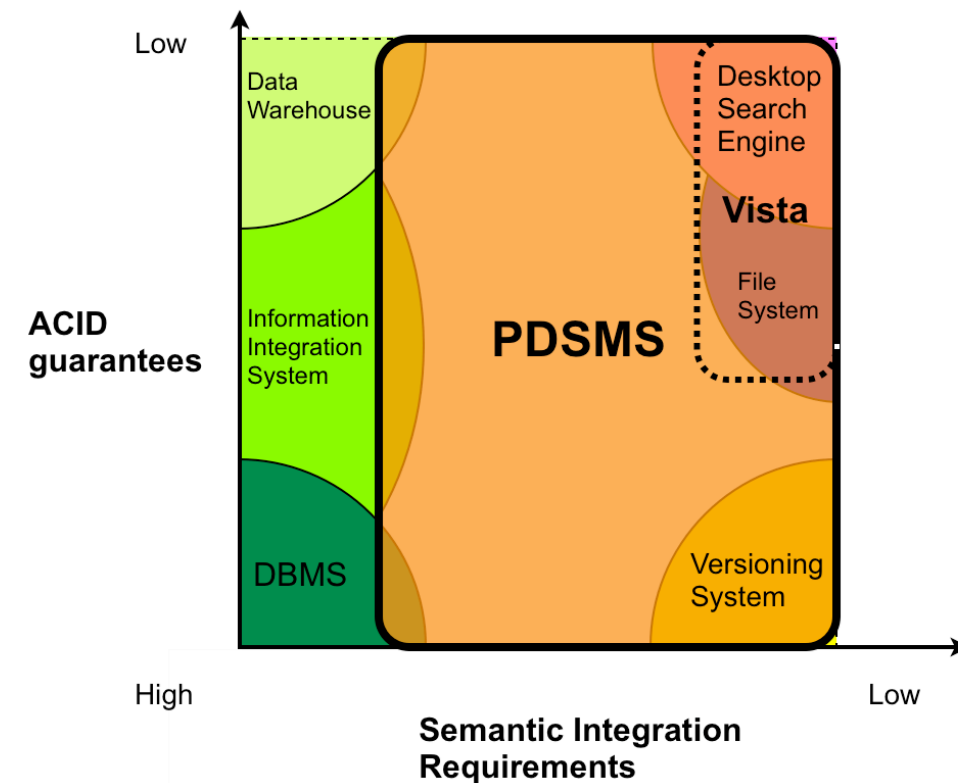 Low
Data
Warehouse
Desktop
Search
Engine
Vista
File
System
ACID
guarantees
Information
Integration
System
PDSMS
DBMS
Versioning
System
High
Low
Semantic Integration
Requirements